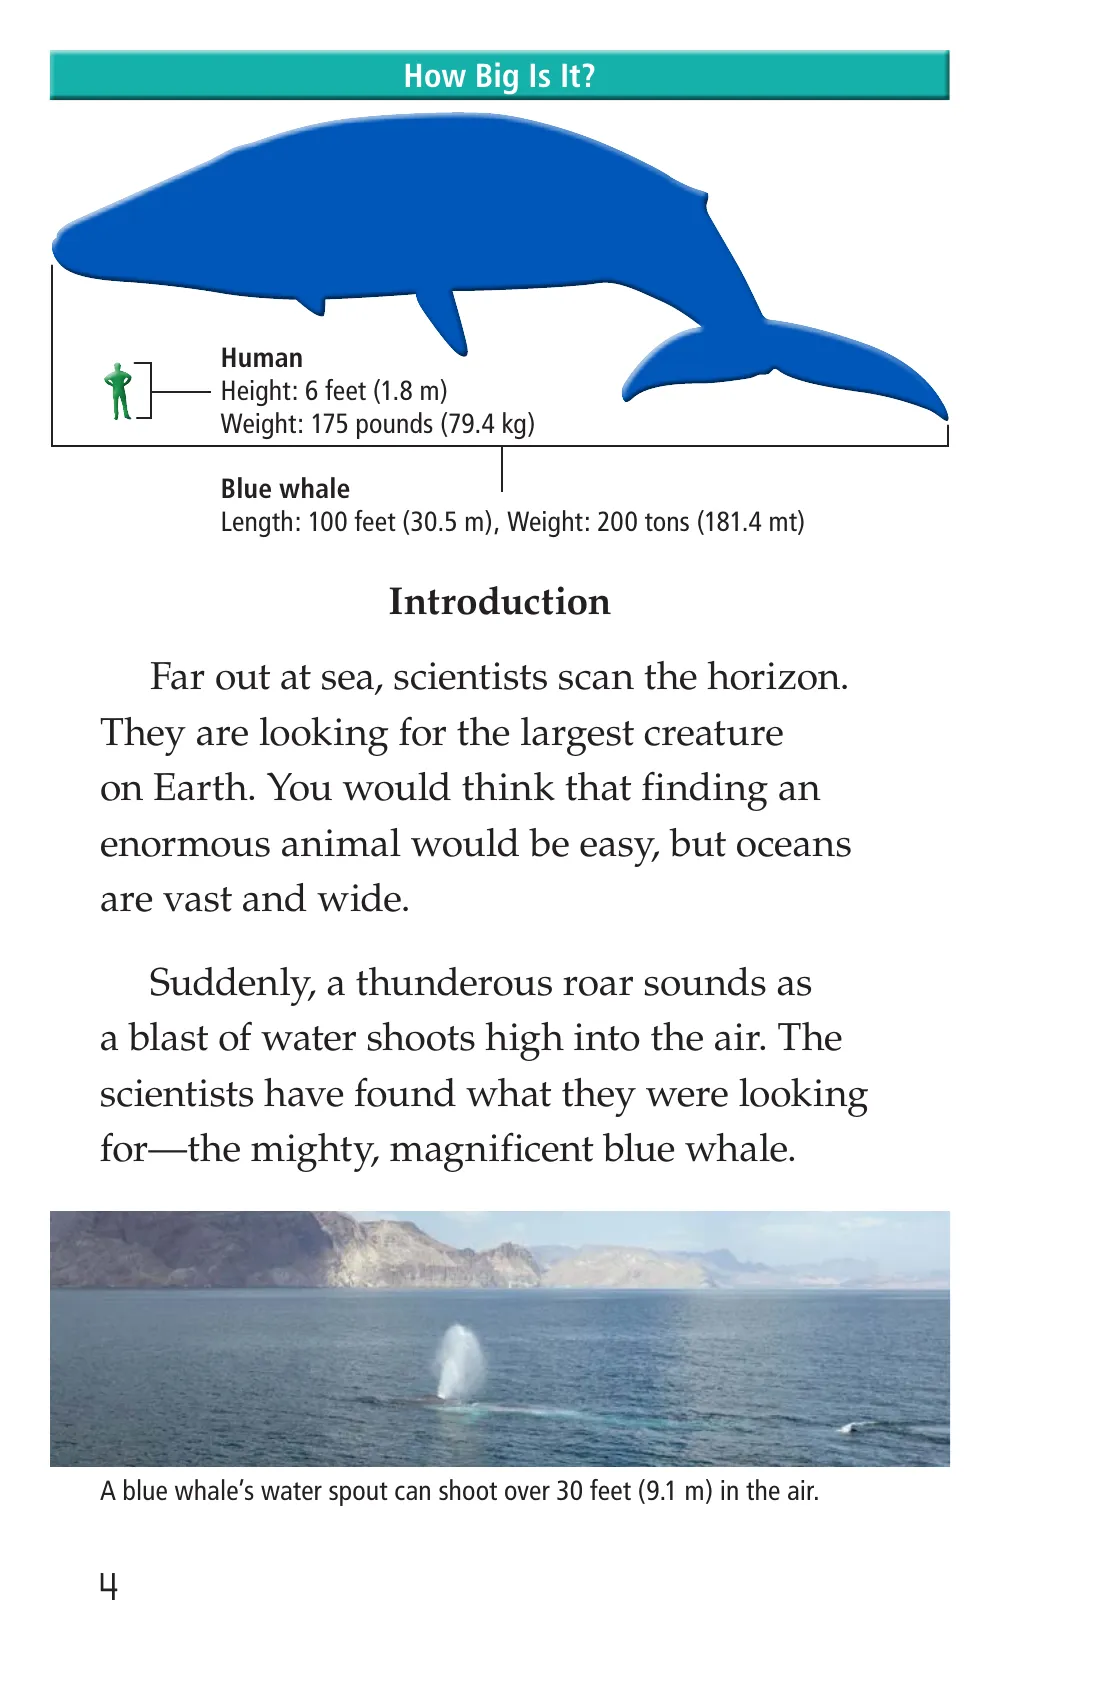 How Big Is It?
Human
Height: 6 feet (1.8 m)
Weight: 175 pounds (79.4 kg)
Blue whale
Length: 100 feet (30.5 m), Weight: 200 tons (181.4 mt)
Introduction
Far out at sea, scientists scan the horizon.
They are looking for the largest creature
on Earth. You would think that finding an
enormous animal would be easy, but oceans
are vast and wide.
Suddenly, a thunderous roar sounds as
a blast of water shoots high into the air. The
scientists have found what they were looking
for—the mighty, magnificent blue whale.
A blue whale’s water spout can shoot over 30 feet (9.1 m) in the air.
4